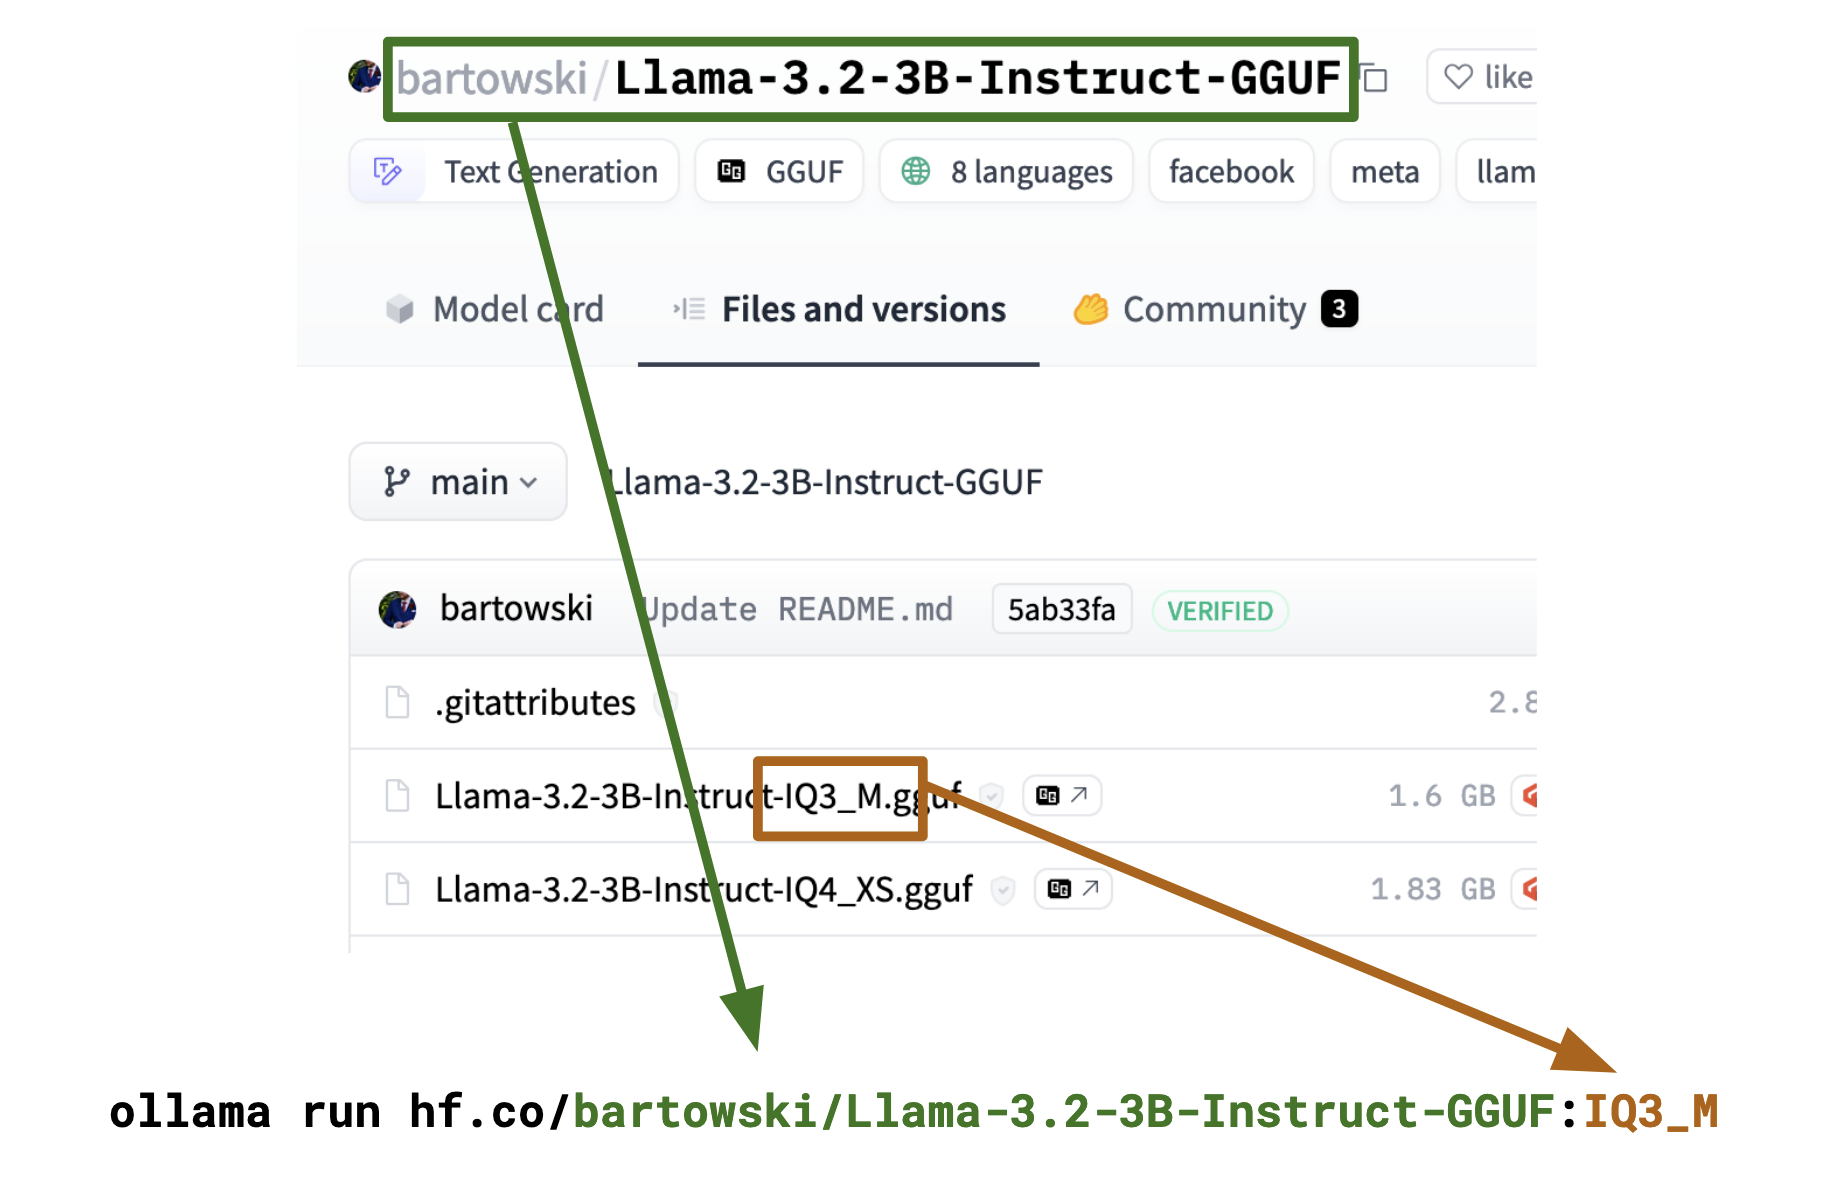 bartowski/Llama-3.2-3B-Instruct-GGUF like
Text Generation GGUF 8 languages facebook meta llam
Model card Files and versions Community 3
main Llama-3.2-3B-Instruct-GGUF
bartowski Update README.md 5ab33fa VERIFIED
.gitattributes 2.8
Llama-3.2-3B-Instruct-IQ3_M.gguf 1.6 GB
Llama-3.2-3B-Instruct-IQ4_XS.gguf 1.83 GB
ollama run hf.co/bartowski/Llama-3.2-3B-Instruct-GGUF:IQ3_M